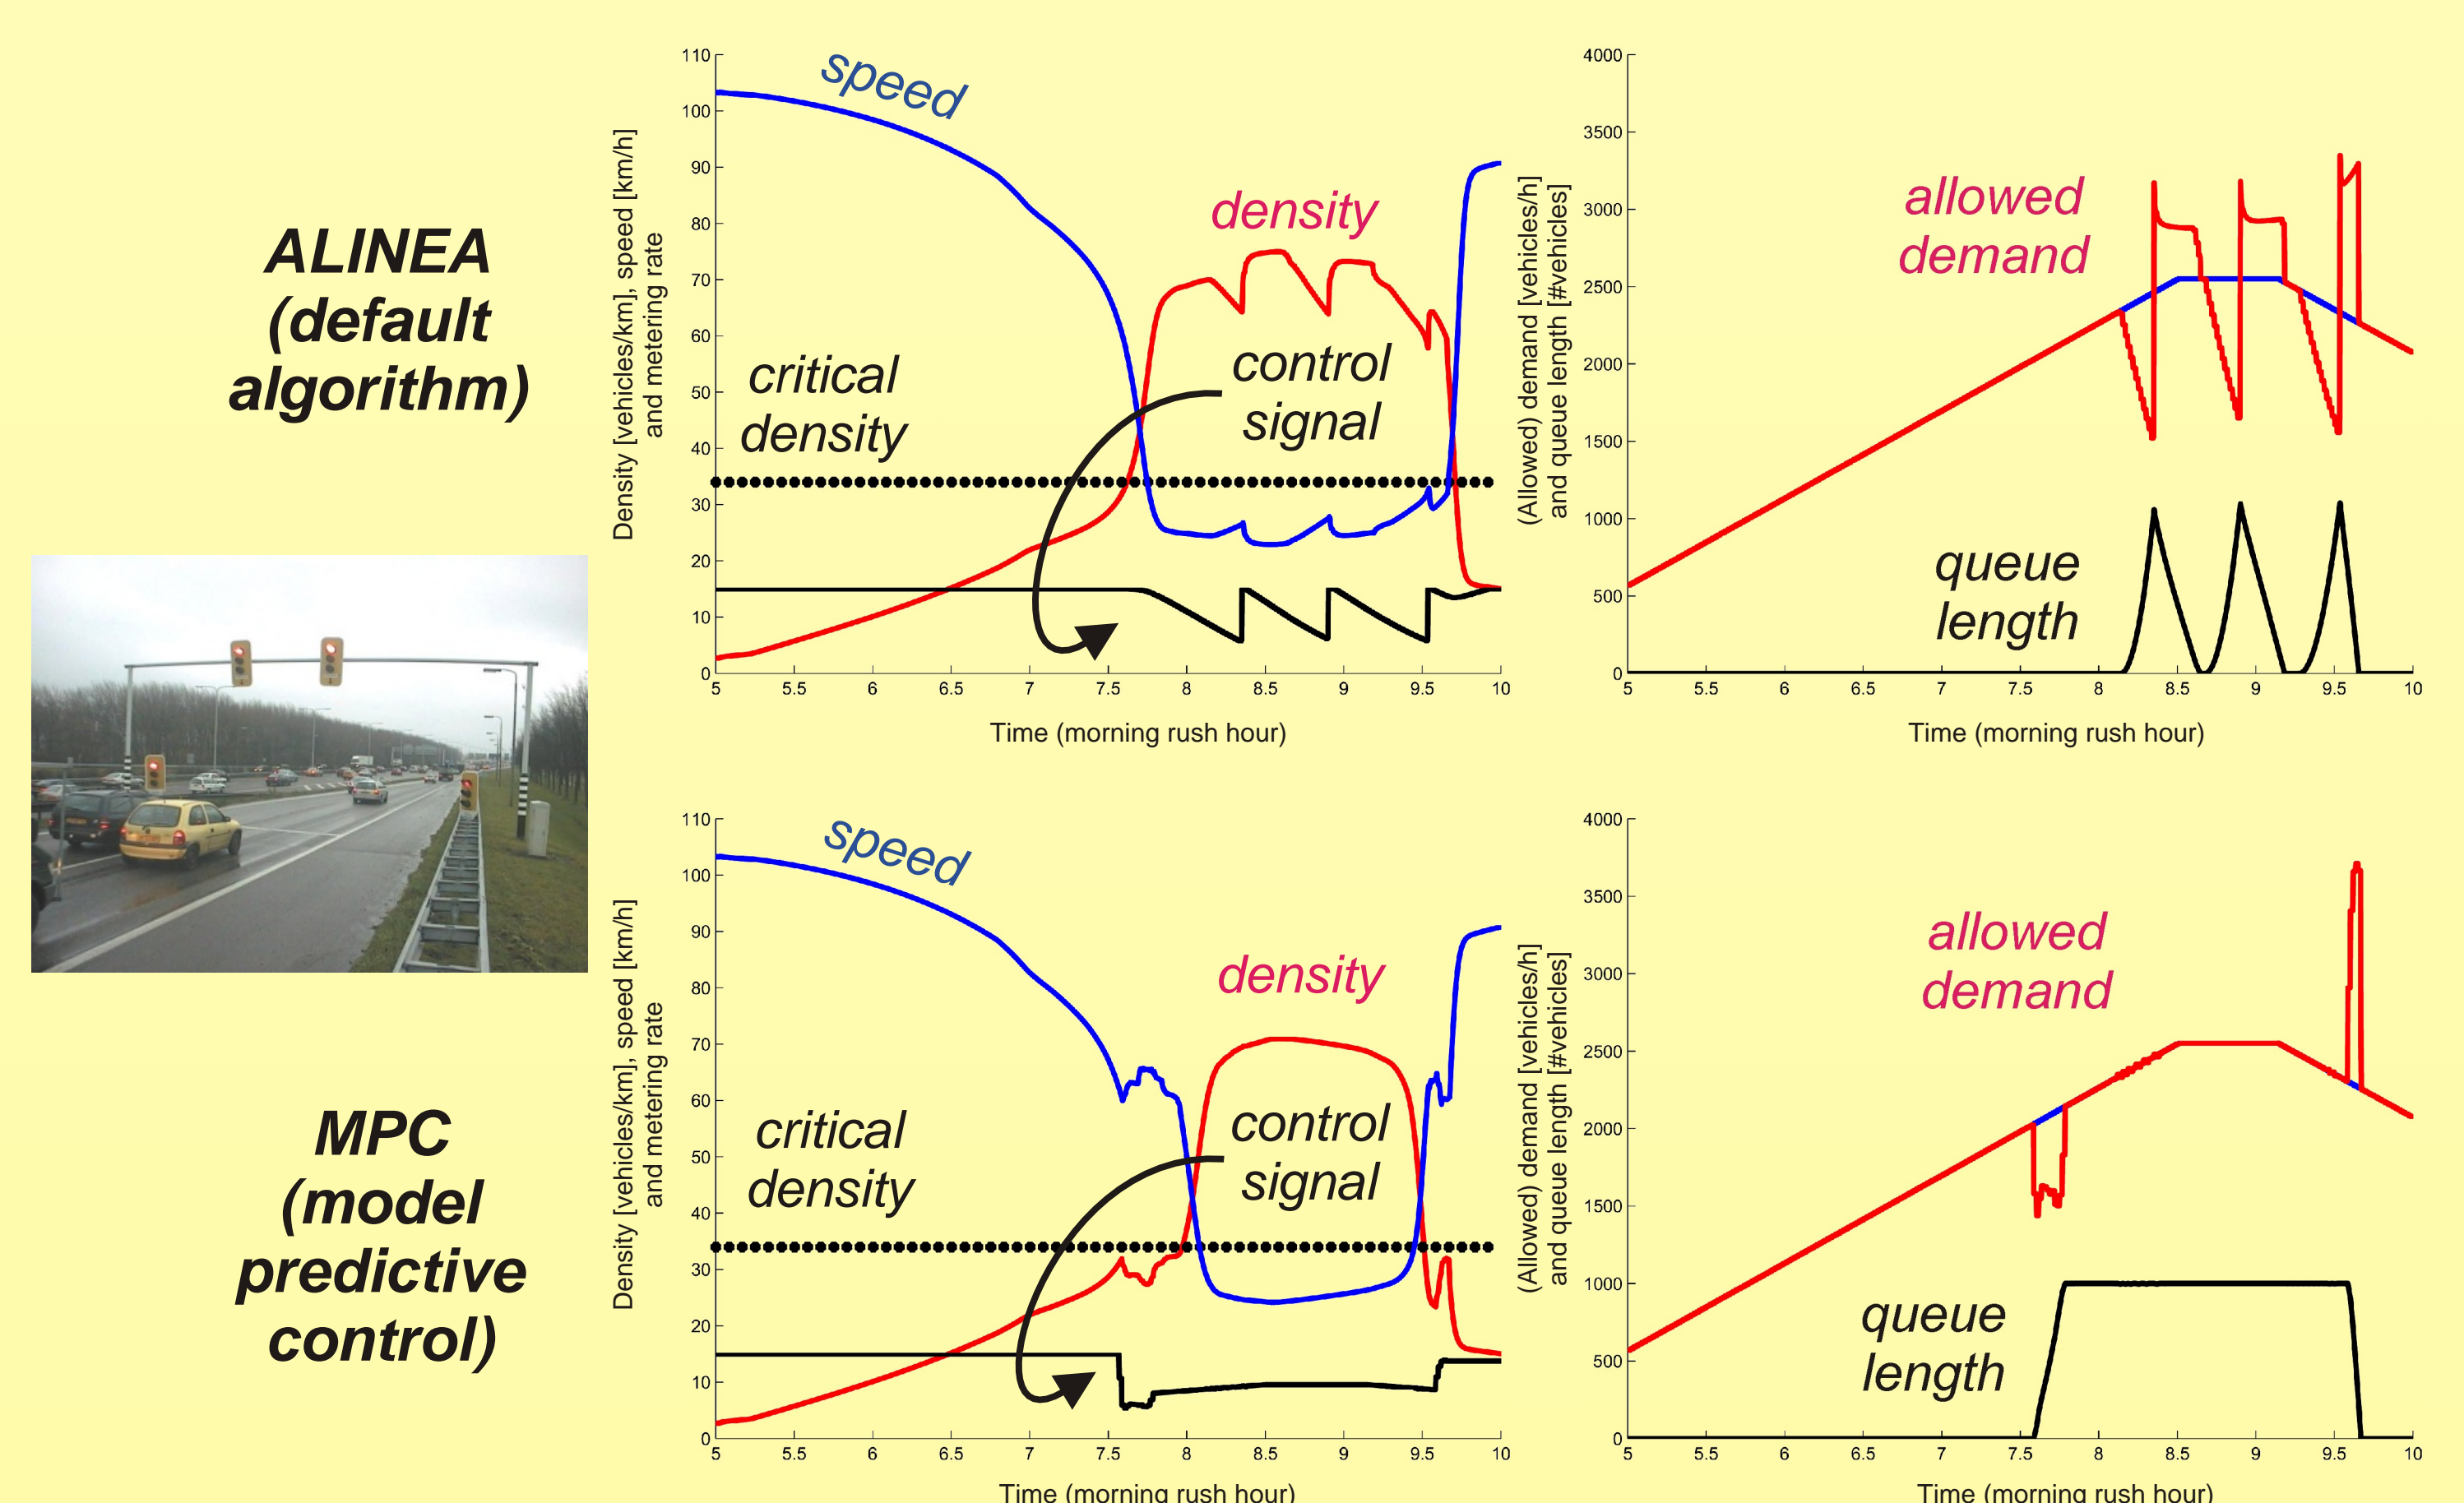 ALINEA
(default
algorithm)
Density [vehicles/km], speed [km/h]
and metering rate
110
100
90
80
70
60
50
40
30
20
10
0
speed
density
critical
density
control
signal
5
5.5
6
6.5
7
7.5
8
8.5
9
9.5
10
Time (morning rush hour)
(Allowed) demand [vehicles/h]
and queue length [#vehicles]
4000
3500
3000
2500
2000
1500
1000
500
0
allowed
demand
queue
length
5
5.5
6
6.5
7
7.5
8
8.5
9
9.5
10
Time (morning rush hour)
MPC
(model
predictive
control)
Density [vehicles/km], speed [km/h]
and metering rate
110
100
90
80
70
60
50
40
30
20
10
0
speed
density
critical
density
control
signal
5
5.5
6
6.5
7
7.5
8
8.5
9
9.5
10
Time (morning rush hour)
(Allowed) demand [vehicles/h]
and queue length [#vehicles]
4000
3500
3000
2500
2000
1500
1000
500
0
allowed
demand
queue
length
5
5.5
6
6.5
7
7.5
8
8.5
9
9.5
10
Time (morning rush hour)